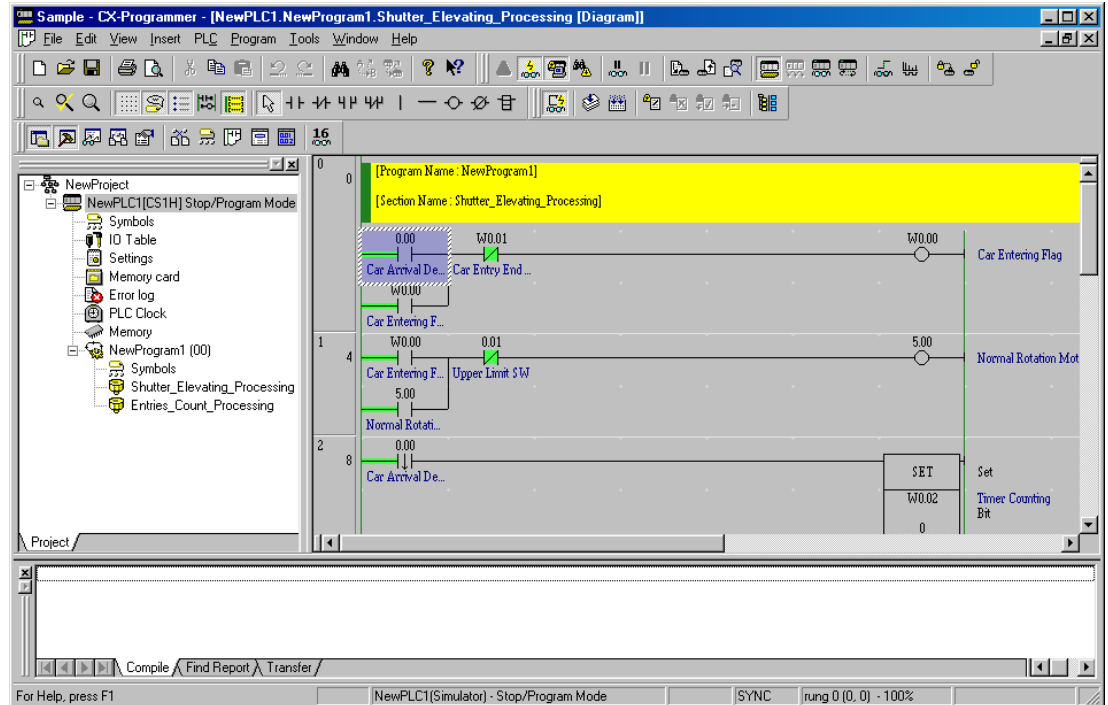 Sample - CX-Programmer - [NewPLC1.NewProgram1.Shutter_Elevating_Processing [Diagram]]
File Edit View Insert PLC Program Tools Window Help
16
NewProject
NewPLC1[CS1H] Stop/Program Mode
Symbols
IO Table
Settings
Memory card
Error log
PLC Clock
Memory
NewProgram1 (00)
Symbols
Shutter_Elevating_Processing
Entries_Count_Processing
Project
0
0
[Program Name : NewProgram1]
[Section Name : Shutter_Elevating_Processing]
0.00 W0.01 W0.00
Car Entering Flag
Car Arrival De... Car Entry End ...
W0.00
Car Entering F...
1
4
W0.00 0.01 5.00
Normal Rotation Mot
Car Entering F... Upper Limit SW
5.00
Normal Rotati...
2
8
0.00
Car Arrival De...
SET Set
W0.02 Timer Counting
Bit
0
Compile Find Report Transfer
For Help, press F1 NewPLC1(Simulator) - Stop/Program Mode SYNC rung 0 (0, 0) - 100%